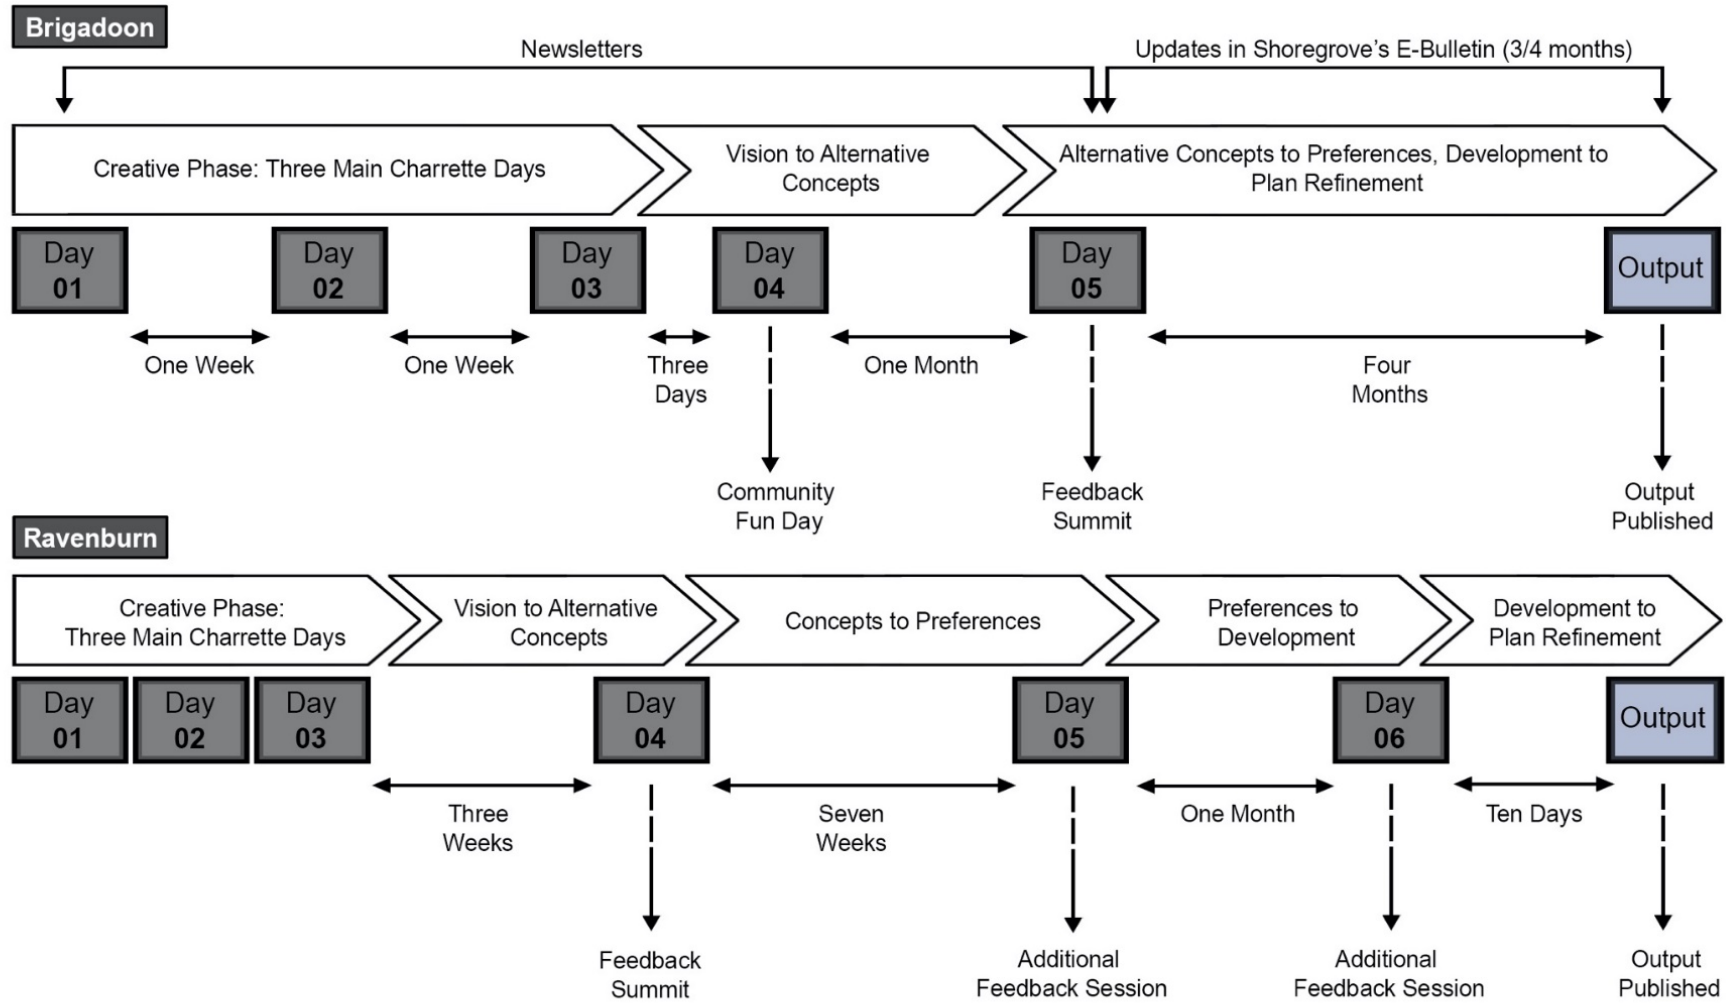 Brigadoon
Newsletters
Updates in Shoregrove’s E-Bulletin (3/4 months)
Creative Phase: Three Main Charrette Days
Vision to Alternative
Concepts
Alternative Concepts to Preferences, Development to
Plan Refinement
Day
01
Day
02
Day
03
Day
04
Day
05
Output
One Week
One Week
Three
Days
One Month
Four
Months
Community
Fun Day
Feedback
Summit
Output
Published
Ravenburn
Creative Phase:
Three Main Charrette Days
Vision to Alternative
Concepts
Concepts to Preferences
Preferences to
Development
Development to
Plan Refinement
Day
01
Day
02
Day
03
Day
04
Day
05
Day
06
Output
Three
Weeks
Seven
Weeks
One Month
Ten Days
Feedback
Summit
Additional
Feedback Session
Additional
Feedback Session
Output
Published